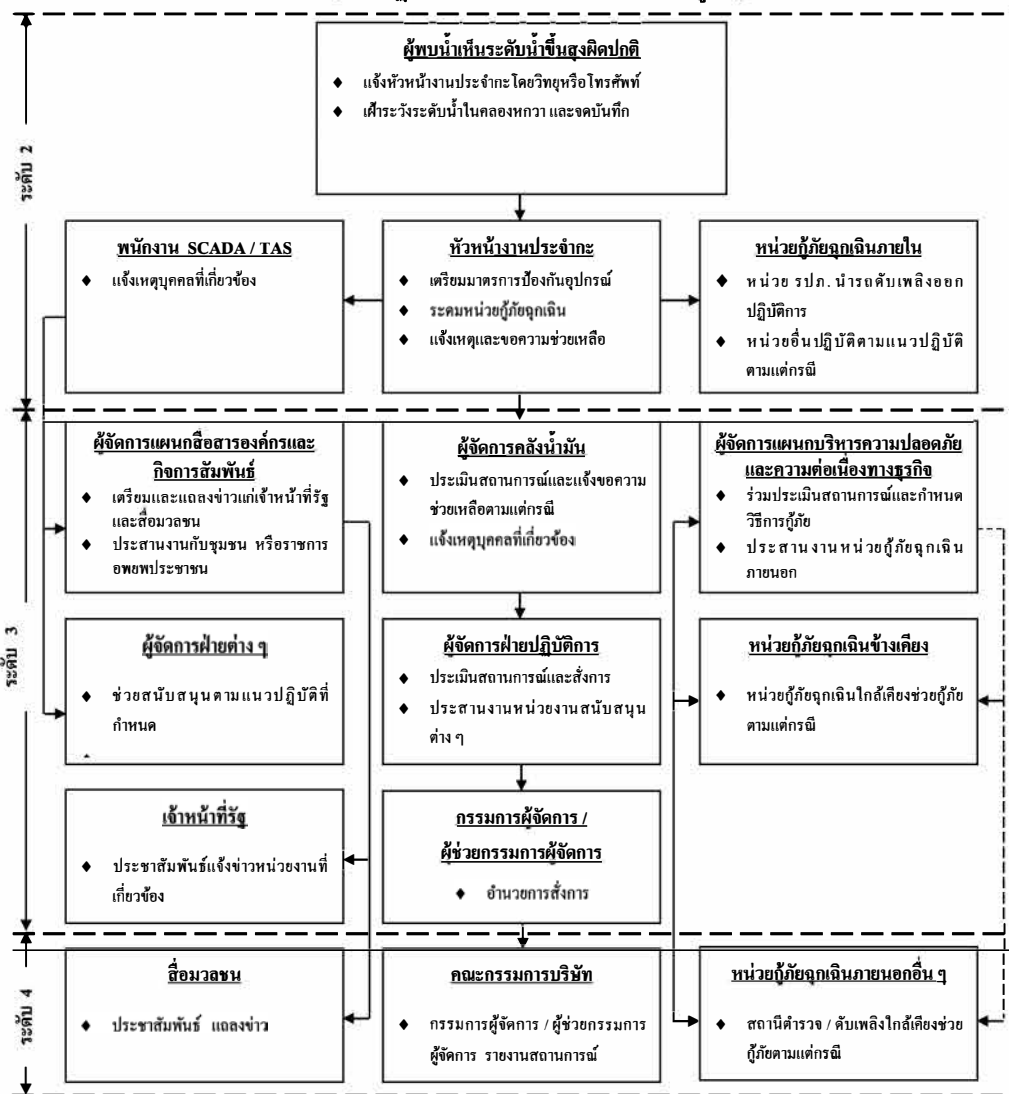 ผู้พบน้ำเห็นระดับน้ำขึ้นสูงผิดปกติ
♦ แจ้งหัวหน้างานประจำกะโดยวิทยุหรือโทรศัพท์
♦ เฝ้าระวังระดับน้ำในคลองหกวา และจดบันทึก
ระดับ 2
พนักงาน SCADA / TAS
♦ แจ้งเหตุบุคคลที่เกี่ยวข้อง
หัวหน้างานประจำกะ
♦ เตรียมมาตรการป้องกันอุปกรณ์
♦ ระดมหน่วยกู้ภัยฉุกเฉิน
♦ แจ้งเหตุและขอความช่วยเหลือ
หน่วยกู้ภัยฉุกเฉินภายใน
♦ หน่วย รปภ. นำรถดับเพลิงออก
ปฏิบัติการ
♦ หน่วยอื่นปฏิบัติตามแนวปฏิบัติ
ตามแต่กรณี
ระดับ 3
ผู้จัดการแผนกสื่อสารองค์กรและ
กิจการสัมพันธ์
♦ เตรียมและแถลงข่าวแก่เจ้าหน้าที่รัฐ
และสื่อมวลชน
♦ ประสานงานกับชุมชน หรือราชการ
อพยพประชาชน
ผู้จัดการคลังน้ำมัน
♦ ประเมินสถานการณ์และแจ้งขอความ
ช่วยเหลือตามแต่กรณี
♦ แจ้งเหตุบุคคลที่เกี่ยวข้อง
ผู้จัดการแผนกบริหารความปลอดภัย
และความต่อเนื่องทางธุรกิจ
♦ ร่วมประเมินสถานการณ์และกำหนด
วิธีการกู้ภัย
♦ ประสานงานหน่วยกู้ภัยฉุกเฉิน
ภายนอก
ผู้จัดการฝ่ายต่าง ๆ
♦ ช่วยสนับสนุนตามแนวปฏิบัติที่
กำหนด
ผู้จัดการฝ่ายปฏิบัติการ
♦ ประเมินสถานการณ์และสั่งการ
♦ ประสานงานหน่วยงานสนับสนุน
ต่าง ๆ
หน่วยกู้ภัยฉุกเฉินข้างเคียง
♦ หน่วยกู้ภัยฉุกเฉินใกล้เคียงช่วยกู้ภัย
ตามแต่กรณี
เจ้าหน้าที่รัฐ
♦ ประชาสัมพันธ์แจ้งข่าวหน่วยงานที่
เกี่ยวข้อง
กรรมการผู้จัดการ /
ผู้ช่วยกรรมการผู้จัดการ
♦ อำนวยการสั่งการ
ระดับ 4
สื่อมวลชน
♦ ประชาสัมพันธ์ แถลงข่าว
คณะกรรมการบริษัท
♦ กรรมการผู้จัดการ / ผู้ช่วยกรรมการ
ผู้จัดการ รายงานสถานการณ์
หน่วยกู้ภัยฉุกเฉินภายนอกอื่น ๆ
♦ สถานีตำรวจ / ดับเพลิงใกล้เคียงช่วย
กู้ภัยตามแต่กรณี